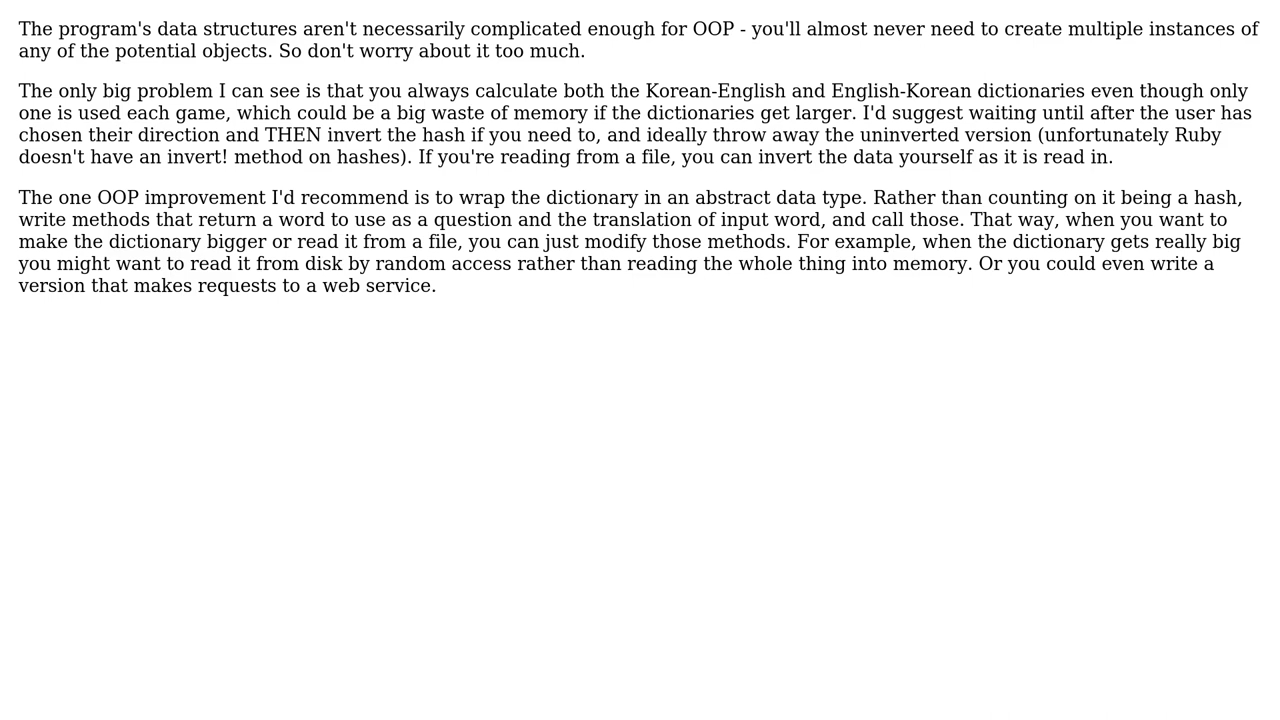 The program's data structures aren't necessarily complicated enough for OOP - you'll almost never need to create multiple instances of
any of the potential objects. So don't worry about it too much.
The only big problem I can see is that you always calculate both the Korean-English and English-Korean dictionaries even though only
one is used each game, which could be a big waste of memory if the dictionaries get larger. I'd suggest waiting until after the user has
chosen their direction and THEN invert the hash if you need to, and ideally throw away the uninverted version (unfortunately Ruby
doesn't have an invert! method on hashes). If you're reading from a file, you can invert the data yourself as it is read in.
The one OOP improvement I'd recommend is to wrap the dictionary in an abstract data type. Rather than counting on it being a hash,
write methods that return a word to use as a question and the translation of input word, and call those. That way, when you want to
make the dictionary bigger or read it from a file, you can just modify those methods. For example, when the dictionary gets really big
you might want to read it from disk by random access rather than reading the whole thing into memory. Or you could even write a
version that makes requests to a web service.